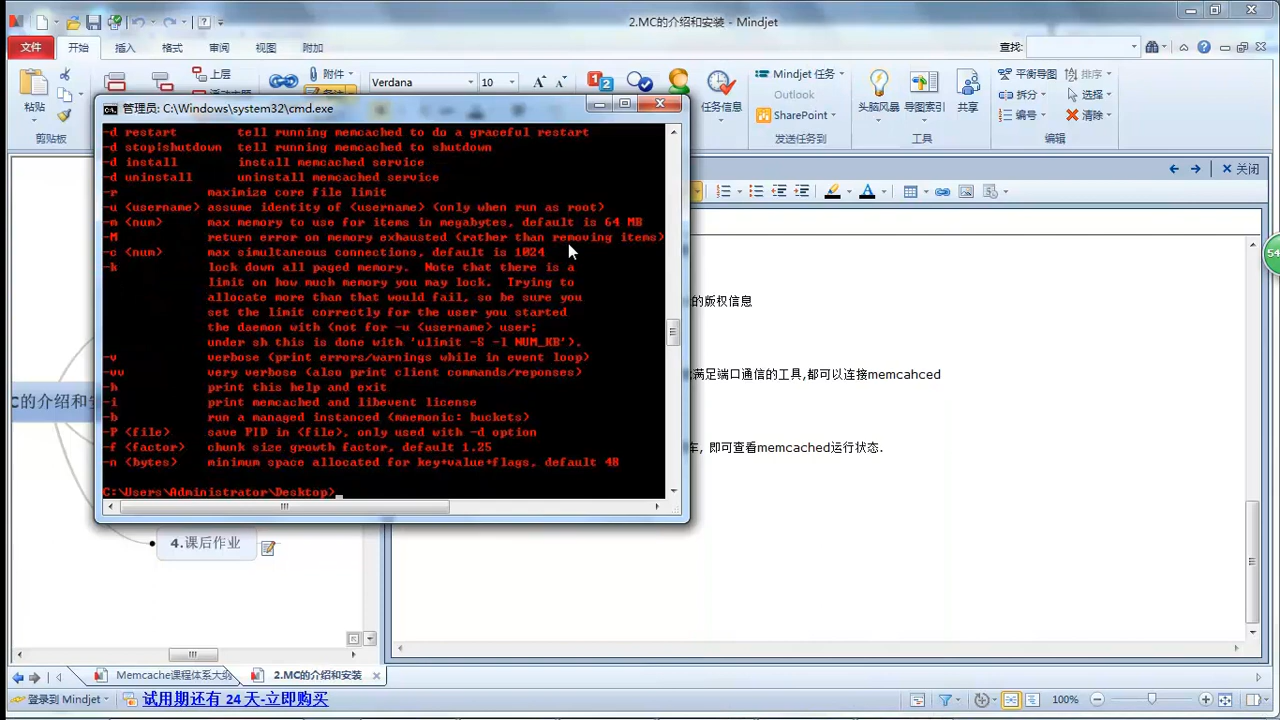 2.MC的介绍和安装 - Mindjet
文件 开始 插入 格式 审阅 视图 附加 查找:
粘贴 上层 附件 Verdana 10 任务信息 Mindjet 任务 Outlook SharePoint 头脑风暴 导图索引 共享 平衡导图 拆分 编号 排序 选择 清除
剪贴板 发送任务到 工具 编辑
管理员: C:\Windows\system32\cmd.exe
-d restart tell running memcached to do a graceful restart
-d stop|shutdown tell running memcached to shutdown
-d install install memcached service
-d uninstall uninstall memcached service
-r maximize core file limit
-u <username> assume identity of <username> (only when run as root)
-m <num> max memory to use for items in megabytes, default is 64 MB
-M return error on memory exhausted (rather than removing items)
-c <num> max simultaneous connections, default is 1024
-k lock down all paged memory. Note that there is a
limit on how much memory you may lock. Trying to
allocate more than that would fail, so be sure you
set the limit correctly for the user you started
the daemon with (not for -u <username> user;
under sh this is done with 'ulimit -S -l NUM_KB').
-v verbose (print errors/warnings while in event loop)
-vv very verbose (also print client commands/reponses)
-h print this help and exit
-i print memcached and libevent license
-b run a managed instanced (mnemonic: buckets)
-P <file> save PID in <file>, only used with -d option
-f <factor> chunk size growth factor, default 1.25
-n <bytes> minimum space allocated for key+value+flags, default 48
C:\Users\Administrator\Desktop>
关闭
的版权信息
满足端口通信的工具,都可以连接memcahced
即可查看memcached运行状态.
54
C的介绍和安
4.课后作业
Memcache课程体系大纲 2.MC的介绍和安装
登录到 Mindjet 试用期还有 24 天-立即购买 100%